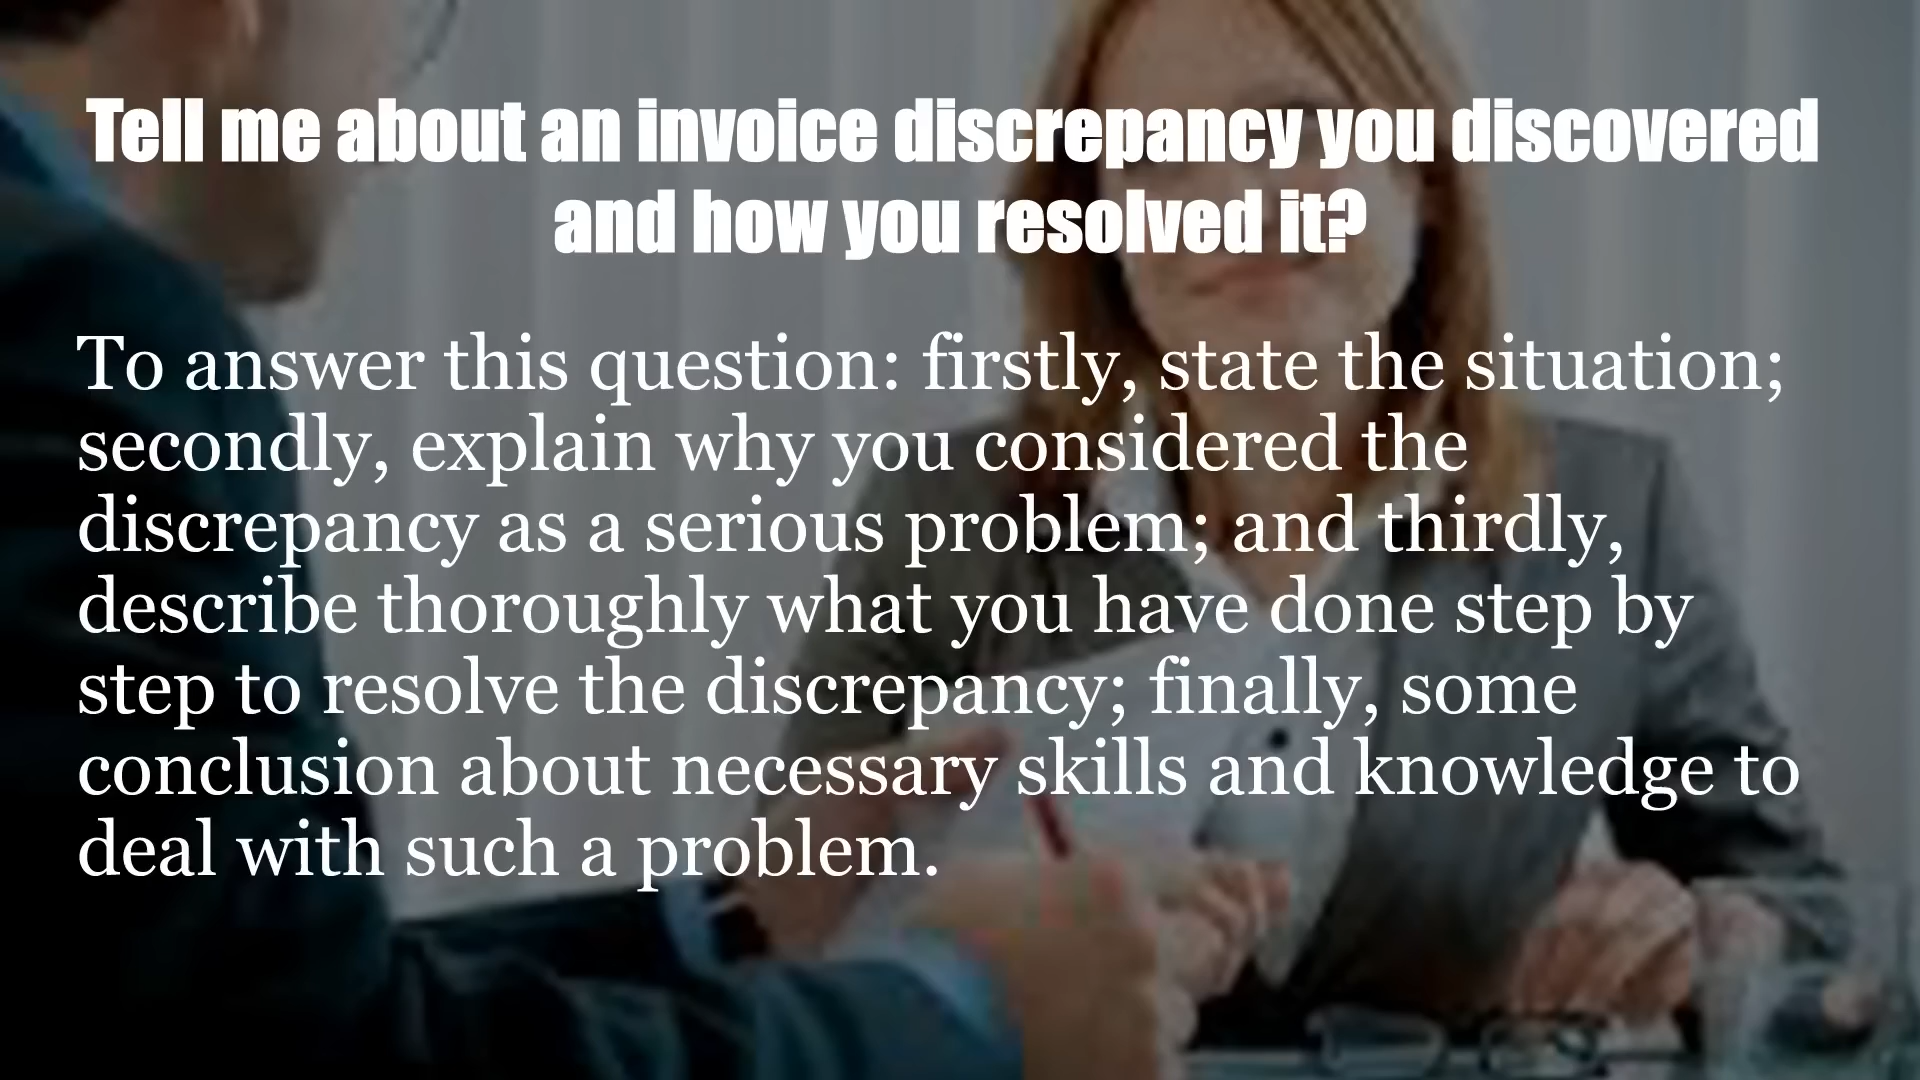 Tell me about an invoice discrepancy you discovered
and how you resolved it?
To answer this question: firstly, state the situation;
secondly, explain why you considered the
discrepancy as a serious problem; and thirdly,
describe thoroughly what you have done step by
step to resolve the discrepancy; finally, some
conclusion about necessary skills and knowledge to
deal with such a problem.